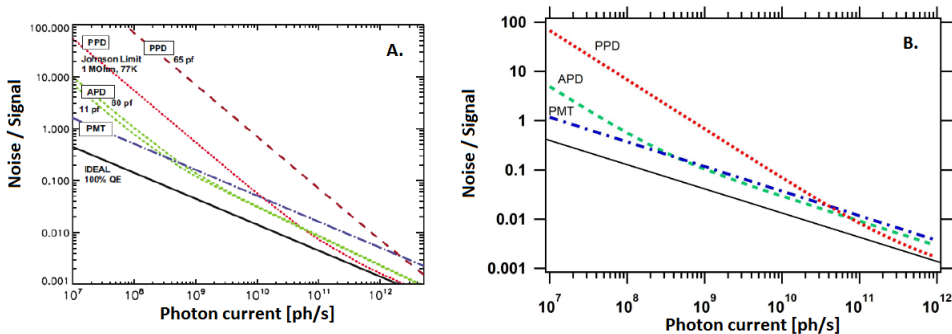 A.
100.000
10.000
1.000
0.100
0.010
0.001
Noise / Signal
PPD
Johnson Limit
1 MOhm, 77K
PPD
65 pf
APD
80 pf
11 pf
PMT
IDEAL
100% QE
10^7
10^8
10^9
10^10
10^11
10^12
Photon current [ph/s]
B.
100
10
1
0.1
0.01
0.001
Noise / Signal
PPD
APD
PMT
10^7
10^8
10^9
10^10
10^11
10^12
Photon current [ph/s]